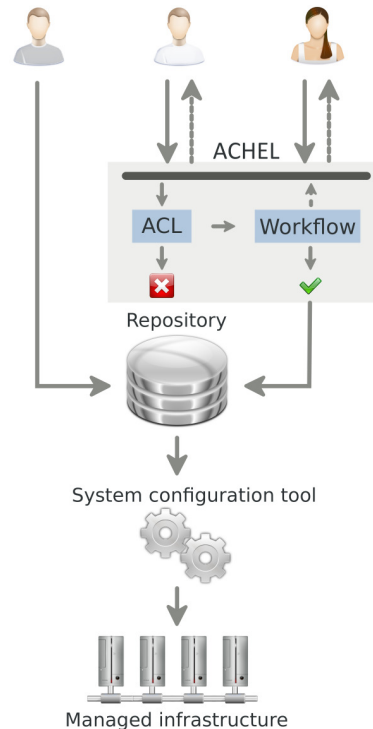 ACHEL
ACL
Workflow
Repository
System configuration tool
Managed infrastructure